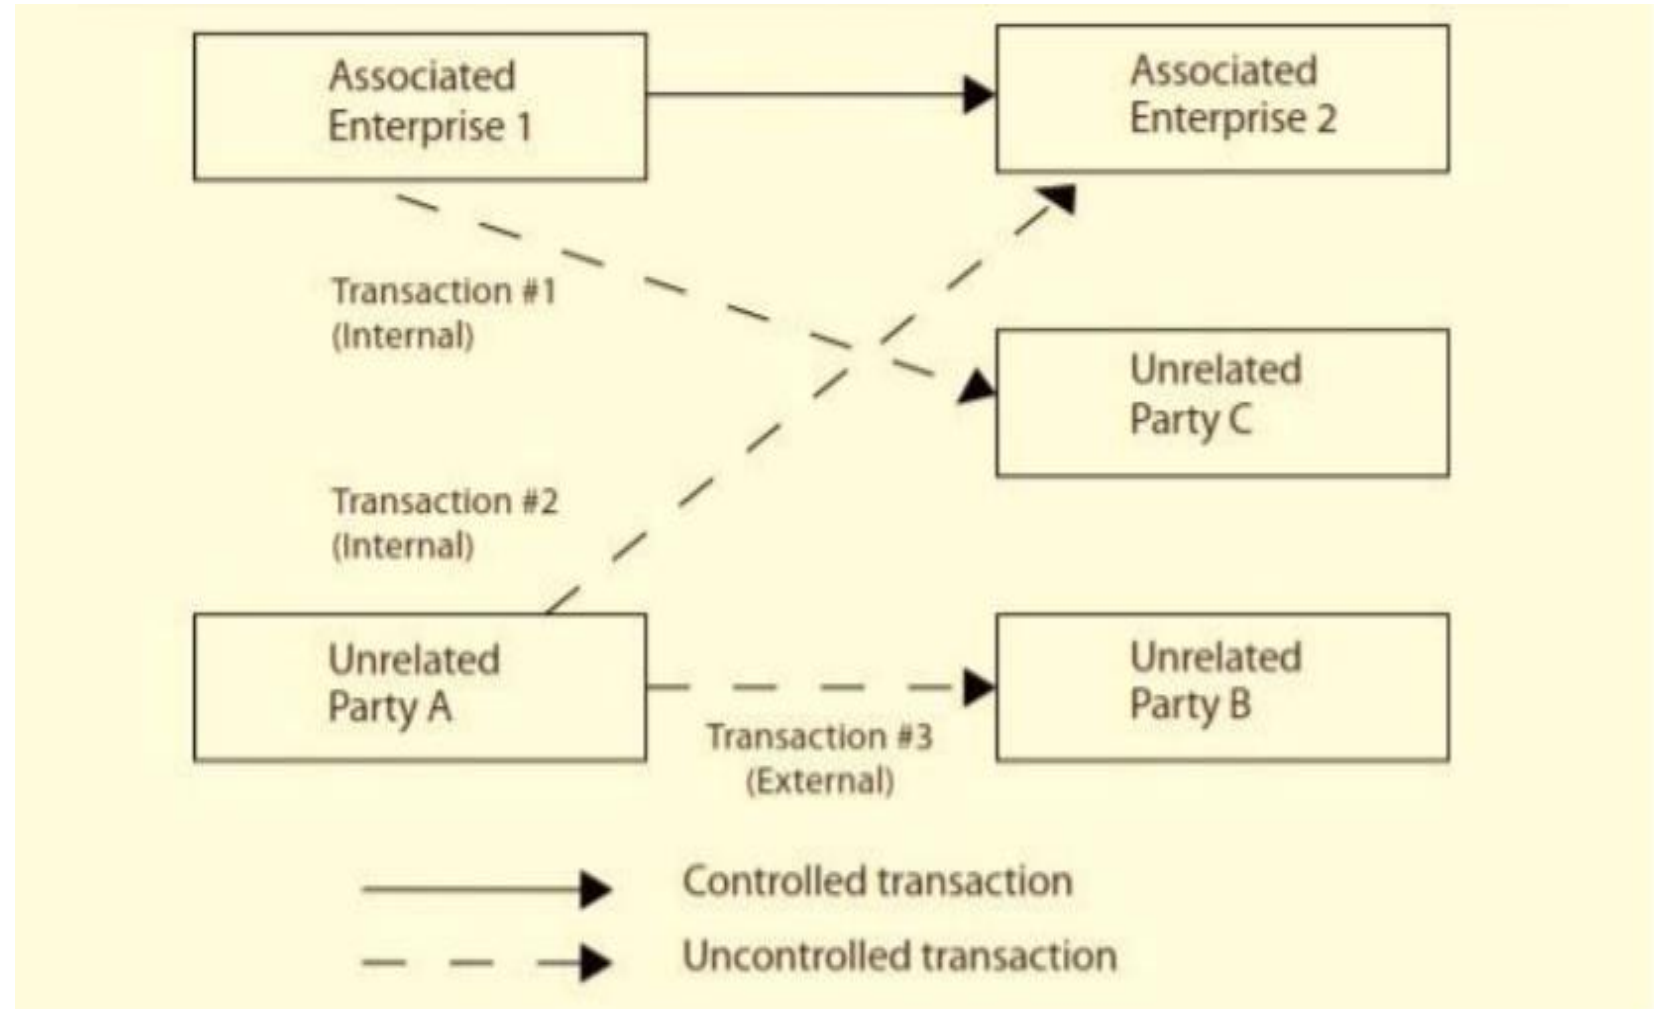 Associated
Enterprise 1
Associated
Enterprise 2
Transaction #1
(Internal)
Unrelated
Party C
Transaction #2
(Internal)
Unrelated
Party A
Unrelated
Party B
Transaction #3
(External)
Controlled transaction
Uncontrolled transaction